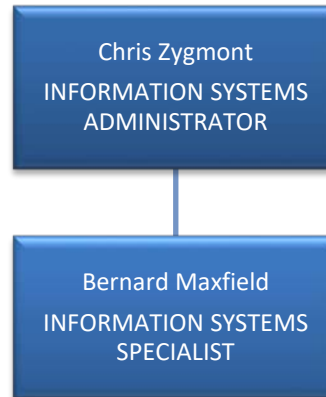 Chris Zygmont
INFORMATION SYSTEMS
ADMINISTRATOR
Bernard Maxfield
INFORMATION SYSTEMS
SPECIALIST